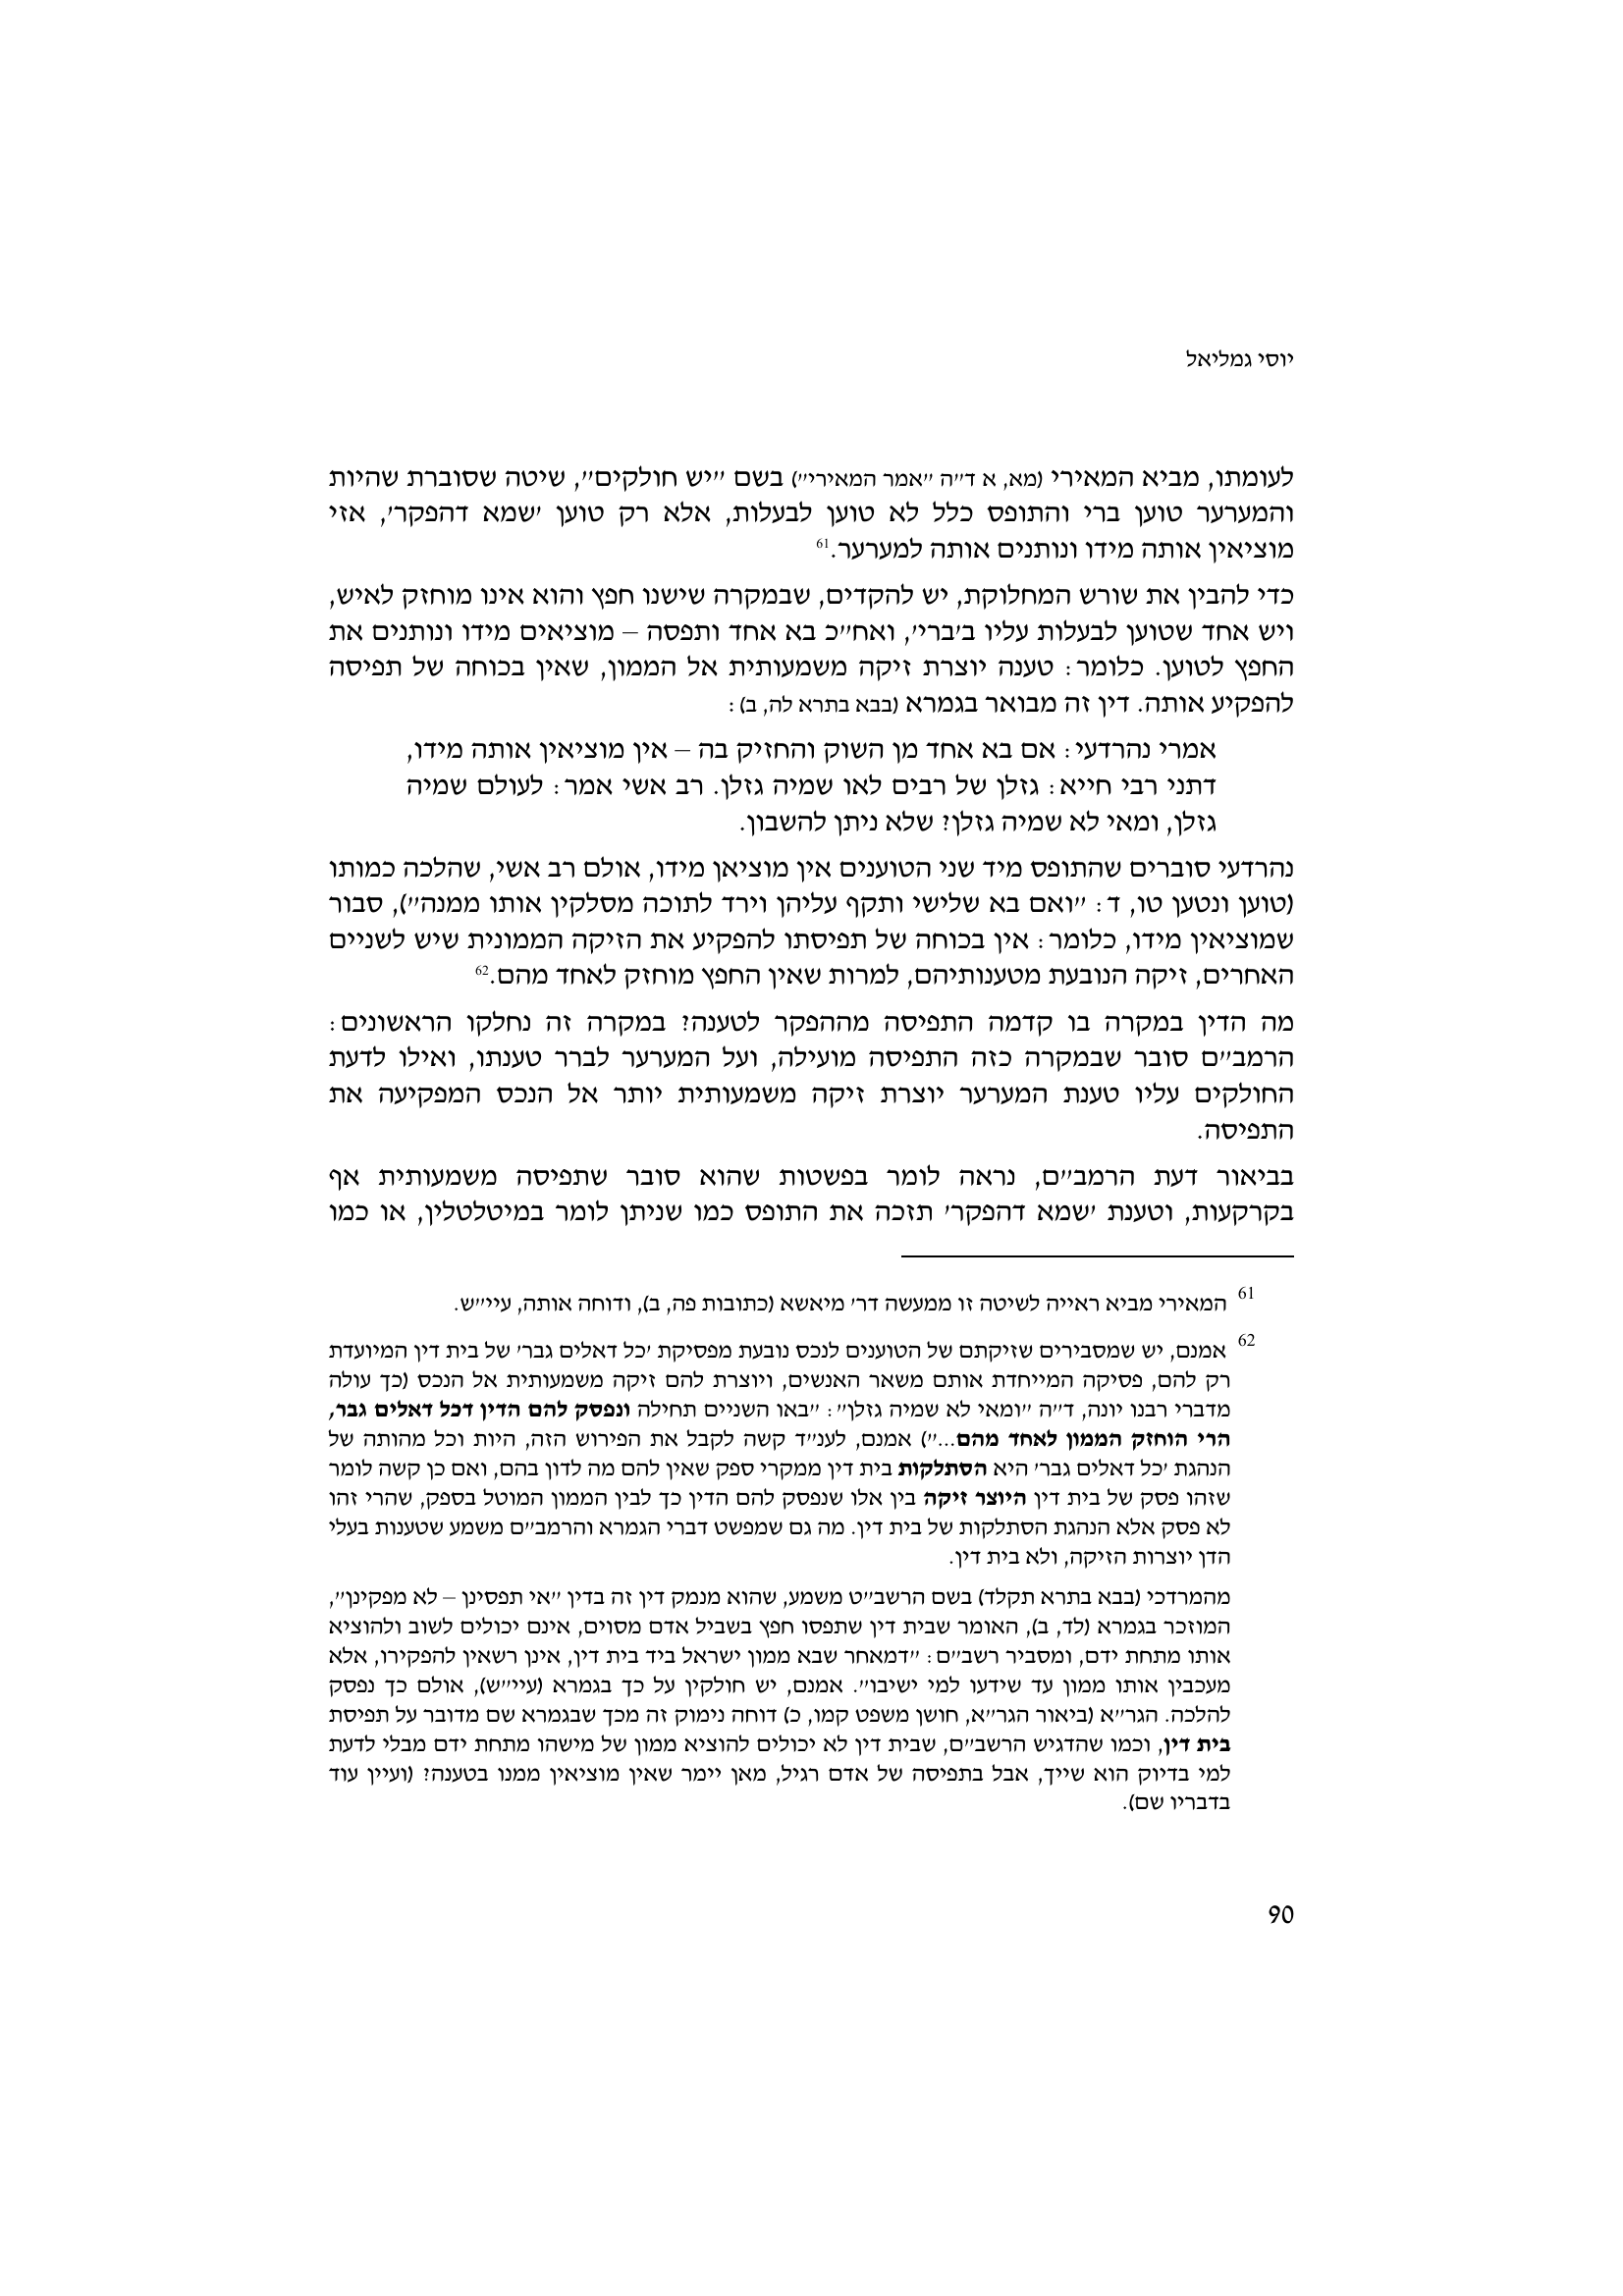 יוסי גמליאל
לעומתו, מביא המאירי (מא, א ד״ה ״אמר המאירי״) בשם ״יש חולקים״, שיטה שסוברת שהיות
והמערער טוען ברי והתופס כלל לא טוען לבעלות, אלא רק טוען ׳שמא דהפקר׳, אזי
מוציאין אותה מידו ונותנים אותה למערער.61
כדי להבין את שורש המחלוקת, יש להקדים, שבמקרה שישנו חפץ והוא אינו מוחזק לאיש,
ויש אחד שטוען לבעלות עליו ב׳ברי׳, ואח״כ בא אחד ותפסה – מוציאים מידו ונותנים את
החפץ לטוען. כלומר: טענה יוצרת זיקה משמעותית אל הממון, שאין בכוחה של תפיסה
להפקיע אותה. דין זה מבואר בגמרא (בבא בתרא לה, ב):
אמרי נהרדעי: אם בא אחד מן השוק והחזיק בה – אין מוציאין אותה מידו,
דתני רבי חייא: גזלן של רבים לאו שמיה גזלן. רב אשי אמר: לעולם שמיה
גזלן, ומאי לא שמיה גזלן? שלא ניתן להשבון.
נהרדעי סוברים שהתופס מיד שני הטוענים אין מוציאן מידו, אולם רב אשי, שהלכה כמותו
(טוען ונטען טו, ד: ״ואם בא שלישי ותקף עליהן וירד לתוכה מסלקין אותו ממנה״), סבור
שמוציאין מידו, כלומר: אין בכוחה של תפיסתו להפקיע את הזיקה הממונית שיש לשניים
האחרים, זיקה הנובעת מטענותיהם, למרות שאין החפץ מוחזק לאחד מהם.62
מה הדין במקרה בו קדמה התפיסה מההפקר לטענה? במקרה זה נחלקו הראשונים:
הרמב״ם סובר שבמקרה כזה התפיסה מועילה, ועל המערער לברר טענתו, ואילו לדעת
החולקים עליו טענת המערער יוצרת זיקה משמעותית יותר אל הנכס המפקיעה את
התפיסה.
בביאור דעת הרמב״ם, נראה לומר בפשטות שהוא סובר שתפיסה משמעותית אף
בקרקעות, וטענת ׳שמא דהפקר׳ תזכה את התופס כמו שניתן לומר במיטלטלין, או כמו
61 המאירי מביא ראייה לשיטה זו ממעשה דר׳ מיאשא (כתובות פה, ב), ודוחה אותה, עיי״ש.
62 אמנם, יש שמסבירים שזיקתם של הטוענים לנכס נובעת מפסיקת ׳כל דאלים גבר׳ של בית דין המיועדת
רק להם, פסיקה המייחדת אותם משאר האנשים, ויוצרת להם זיקה משמעותית אל הנכס (כך עולה
מדברי רבנו יונה, ד״ה ״ומאי לא שמיה גזלן״: ״באו השניים תחילה ונפסק להם הדין דכל דאלים גבר,
הרי הוחזק הממון לאחד מהם...״) אמנם, לענ״ד קשה לקבל את הפירוש הזה, היות וכל מהותה של
הנהגת ׳כל דאלים גבר׳ היא הסתלקות בית דין ממקרי ספק שאין להם מה לדון בהם, ואם כן קשה לומר
שזהו פסק של בית דין היוצר זיקה בין אלו שנפסק להם הדין כך לבין הממון המוטל בספק, שהרי זהו
לא פסק אלא הנהגת הסתלקות של בית דין. מה גם שמפשט דברי הגמרא והרמב״ם משמע שטענות בעלי
הדן יוצרות הזיקה, ולא בית דין.
מהמרדכי (בבא בתרא תקלד) בשם הרשב״ט משמע, שהוא מנמק דין זה בדין ״אי תפסינן – לא מפקינן״,
המוזכר בגמרא (לד, ב), האומר שבית דין שתפסו חפץ בשביל אדם מסוים, אינם יכולים לשוב ולהוציא
אותו מתחת ידם, ומסביר רשב״ם: ״דמאחר שבא ממון ישראל ביד בית דין, אינן רשאין להפקירו, אלא
מעכבין אותו ממון עד שידעו למי ישיבו״. אמנם, יש חולקין על כך בגמרא (עיי״ש), אולם כך נפסק
להלכה. הגר״א (ביאור הגר״א, חושן משפט קמו, כ) דוחה נימוק זה מכך שבגמרא שם מדובר על תפיסת
בית דין, וכמו שהדגיש הרשב״ם, שבית דין לא יכולים להוציא ממון של מישהו מתחת ידם מבלי לדעת
למי בדיוק הוא שייך, אבל בתפיסה של אדם רגיל, מאן יימר שאין מוציאין ממנו בטענה? (ועיין עוד
בדבריו שם).
90